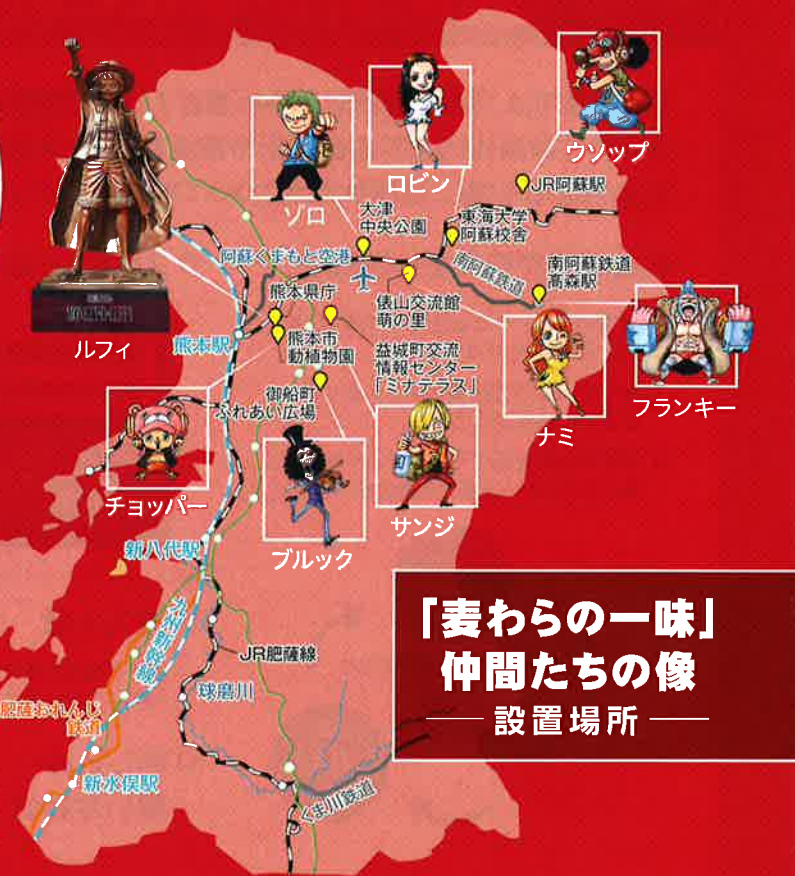 ウソップ
ロビン
ゾロ
JR阿蘇駅
大津
中央公園
東海大学
阿蘇校舎
阿蘇くまもと空港
南阿蘇鉄道
南阿蘇鉄道
高森駅
熊本県庁
俵山交流館
萌の里
ルフィ
熊本駅
熊本市
動植物園
益城町交流
情報センター
「ミナテラス」
御船町
ふれあい広場
フランキー
ナミ
チョッパー
サンジ
ブルック
新八代駅
九州新幹線
「麦わらの一味」
仲間たちの像
設置場所
JR肥薩線
球磨川
肥薩おれんじ
鉄道
新水俣駅
くま川鉄道